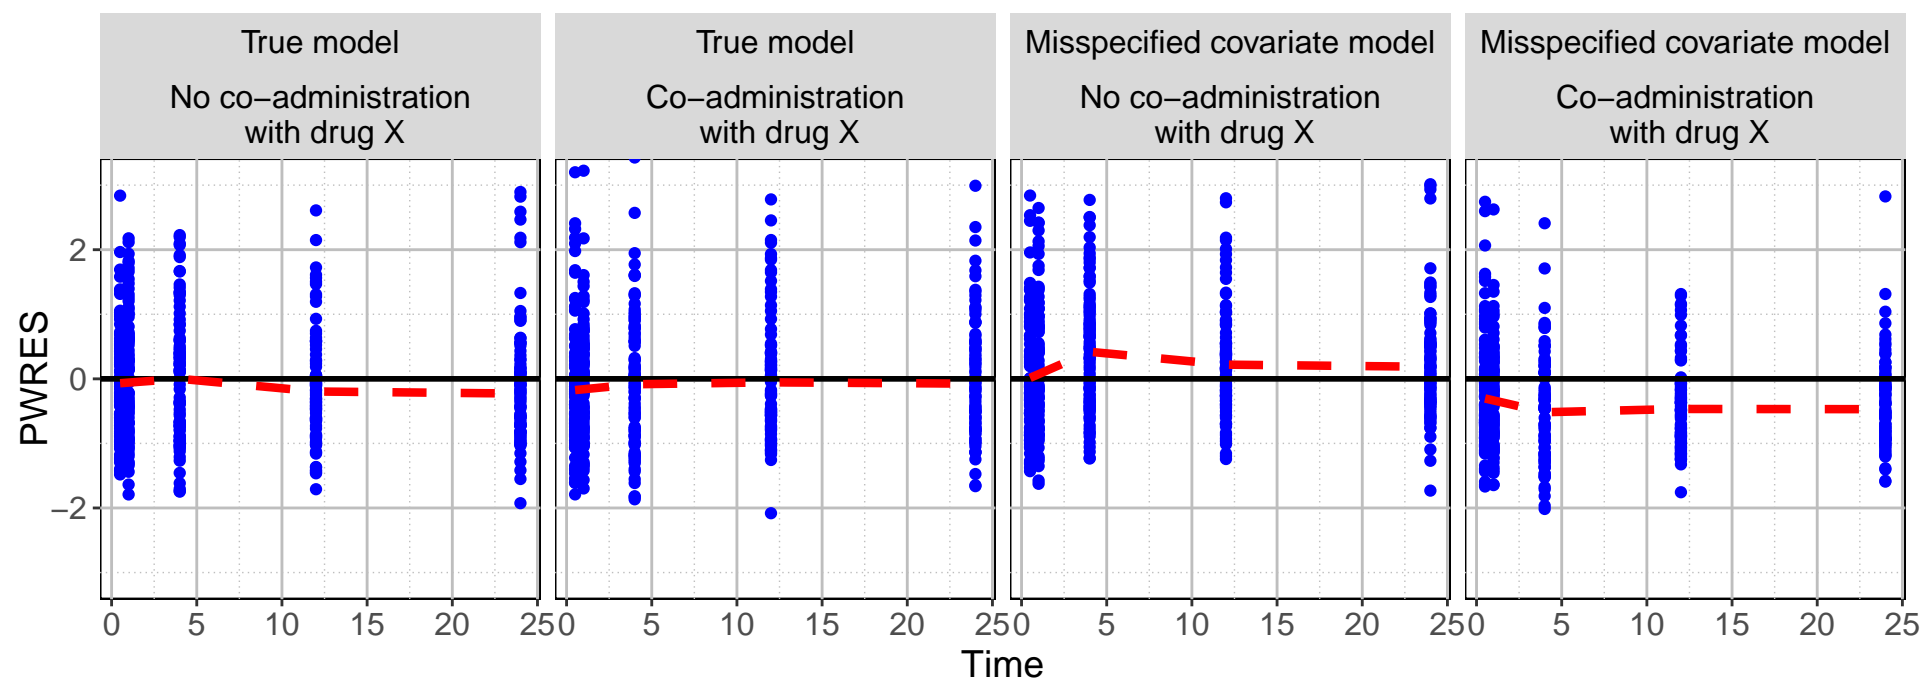 True model
No co−administration
with drug X
True model
Co−administration
with drug X
Misspecified covariate model
No co−administration
with drug X
Misspecified covariate model
Co−administration
with drug X
PWRES
2
0
−2
0 5 10 15 20 25
0 5 10 15 20 25
0 5 10 15 20 25
0 5 10 15 20 25
Time